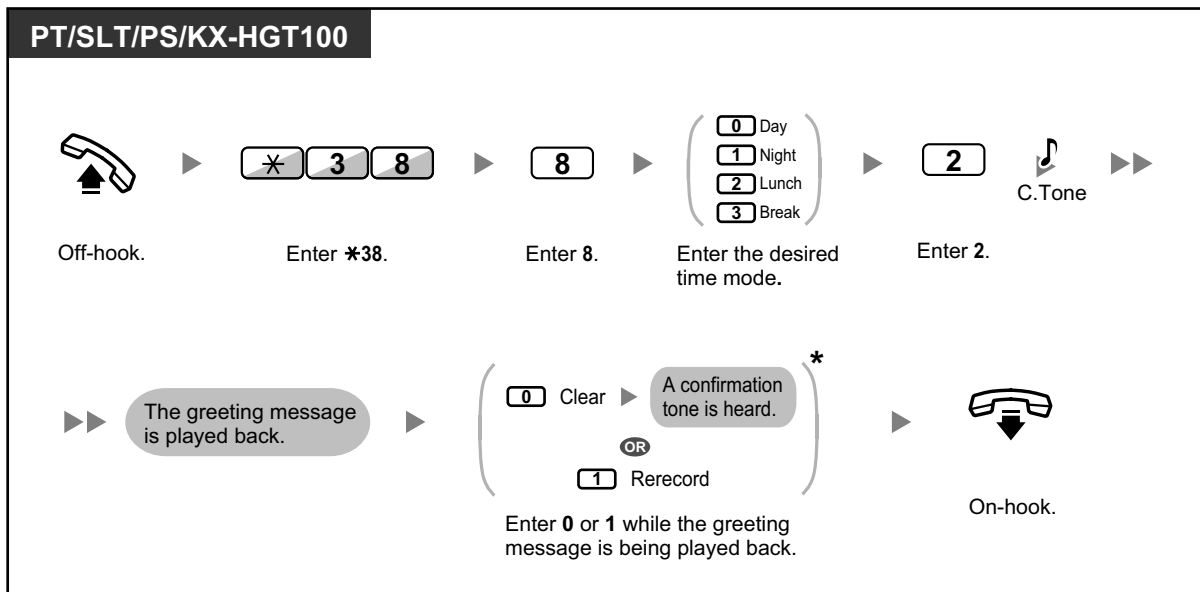 PT/SLT/PS/KX-HGT100
0 Day
1 Night
2 Lunch
3 Break
* 3 8
8
2
C.Tone
Off-hook.
Enter *38.
Enter 8.
Enter the desired
time mode.
Enter 2.
The greeting message
is played back.
0 Clear
A confirmation
tone is heard.
*
OR
1 Rerecord
Enter 0 or 1 while the greeting
message is being played back.
On-hook.